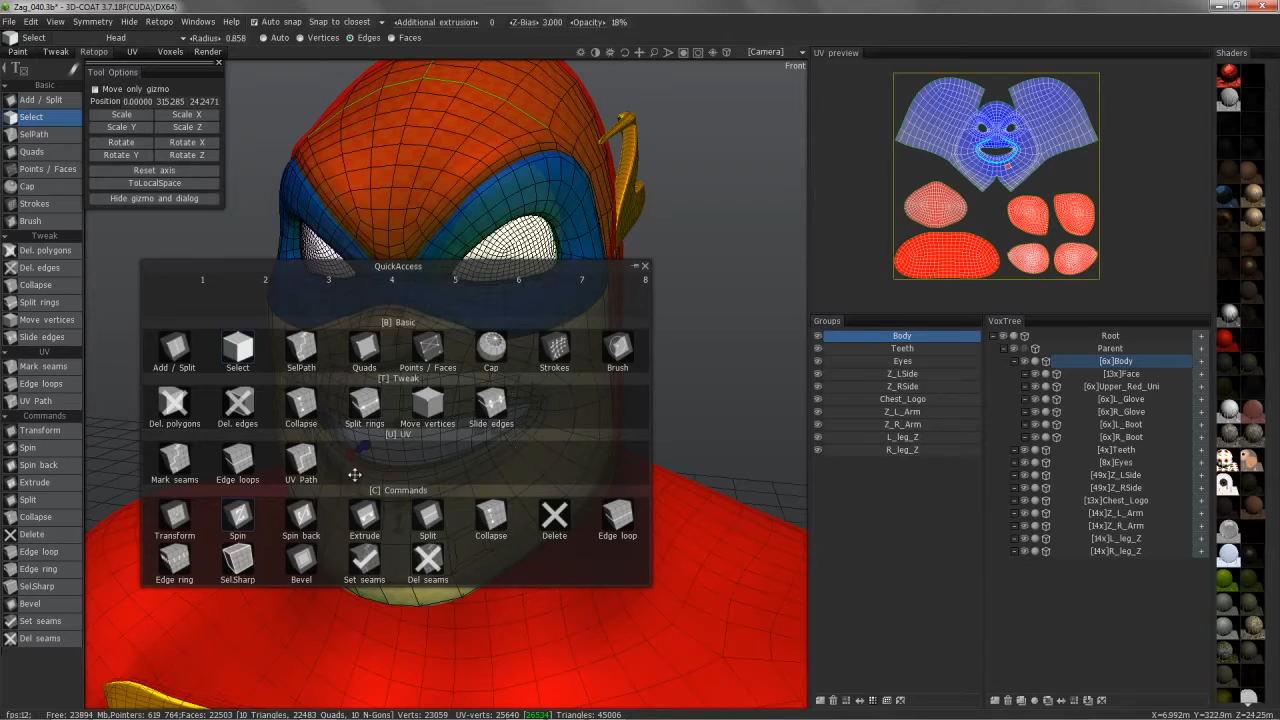 Zag_040.3b* - 3D-COAT 3.7.18F(CUDA)(DX64)
File Edit View Symmetry Hide Retopo Windows Help Auto snap Snap to closest Additional extrusion 0 Z-Bias 3.000 Opacity 18%
Select Head Radius 0.858 Auto Vertices Edges Faces
Paint Tweak Retopo UV Voxels Render [Camera]
Front
Basic
Add / Split
Select
SelPath
Quads
Points / Faces
Cap
Strokes
Brush
Tweak
Del. polygons
Del. edges
Collapse
Split rings
Move vertices
Slide edges
UV
Mark seams
Edge loops
UV Path
Commands
Transform
Spin
Spin back
Extrude
Split
Collapse
Delete
Edge loop
Edge ring
Sel.Sharp
Bevel
Set seams
Del seams
Tool Options
Move only gizmo
Position 0.00000 315.285 24.2471
Scale Scale X
Scale Y Scale Z
Rotate Rotate X
Rotate Y Rotate Z
Reset axis
ToLocalSpace
Hide gizmo and dialog
QuickAccess
1 2 3 4 5 6 7 8
[B] Basic
Add / Split Select SelPath Quads Points / Faces Cap Strokes Brush
[T] Tweak
Del. polygons Del. edges Collapse Split rings Move vertices Slide edges
[U] UV
Mark seams Edge loops UV Path
[C] Commands
Transform Spin Spin back Extrude Split Collapse Delete Edge loop
Edge ring Sel.Sharp Bevel Set seams Del seams
UV preview
Groups
Body
Teeth
Eyes
Z_LSide
Z_RSide
Chest_Logo
Z_L_Arm
Z_R_Arm
L_leg_Z
R_leg_Z
VoxTree
Root
Parent
[6x]Body
[13x]Face
[6x]Upper_Red_Uni
[6x]L_Glove
[6x]R_Glove
[6x]L_Boot
[6x]R_Boot
[4x]Teeth
[8x]Eyes
[49x]Z_LSide
[49x]Z_RSide
[13x]Chest_Logo
[14x]Z_L_Arm
[14x]Z_R_Arm
[14x]L_leg_Z
[14x]R_leg_Z
Shaders
fps:12; Free: 23894 Mb,Pointers: 619 764;Faces: 22503 [10 Triangles, 22483 Quads, 10 N-Gons] Verts: 23059 UV-verts: 25640 [26534] Triangles: 45006
X=6.992m Y=322.9m Z=24.25m